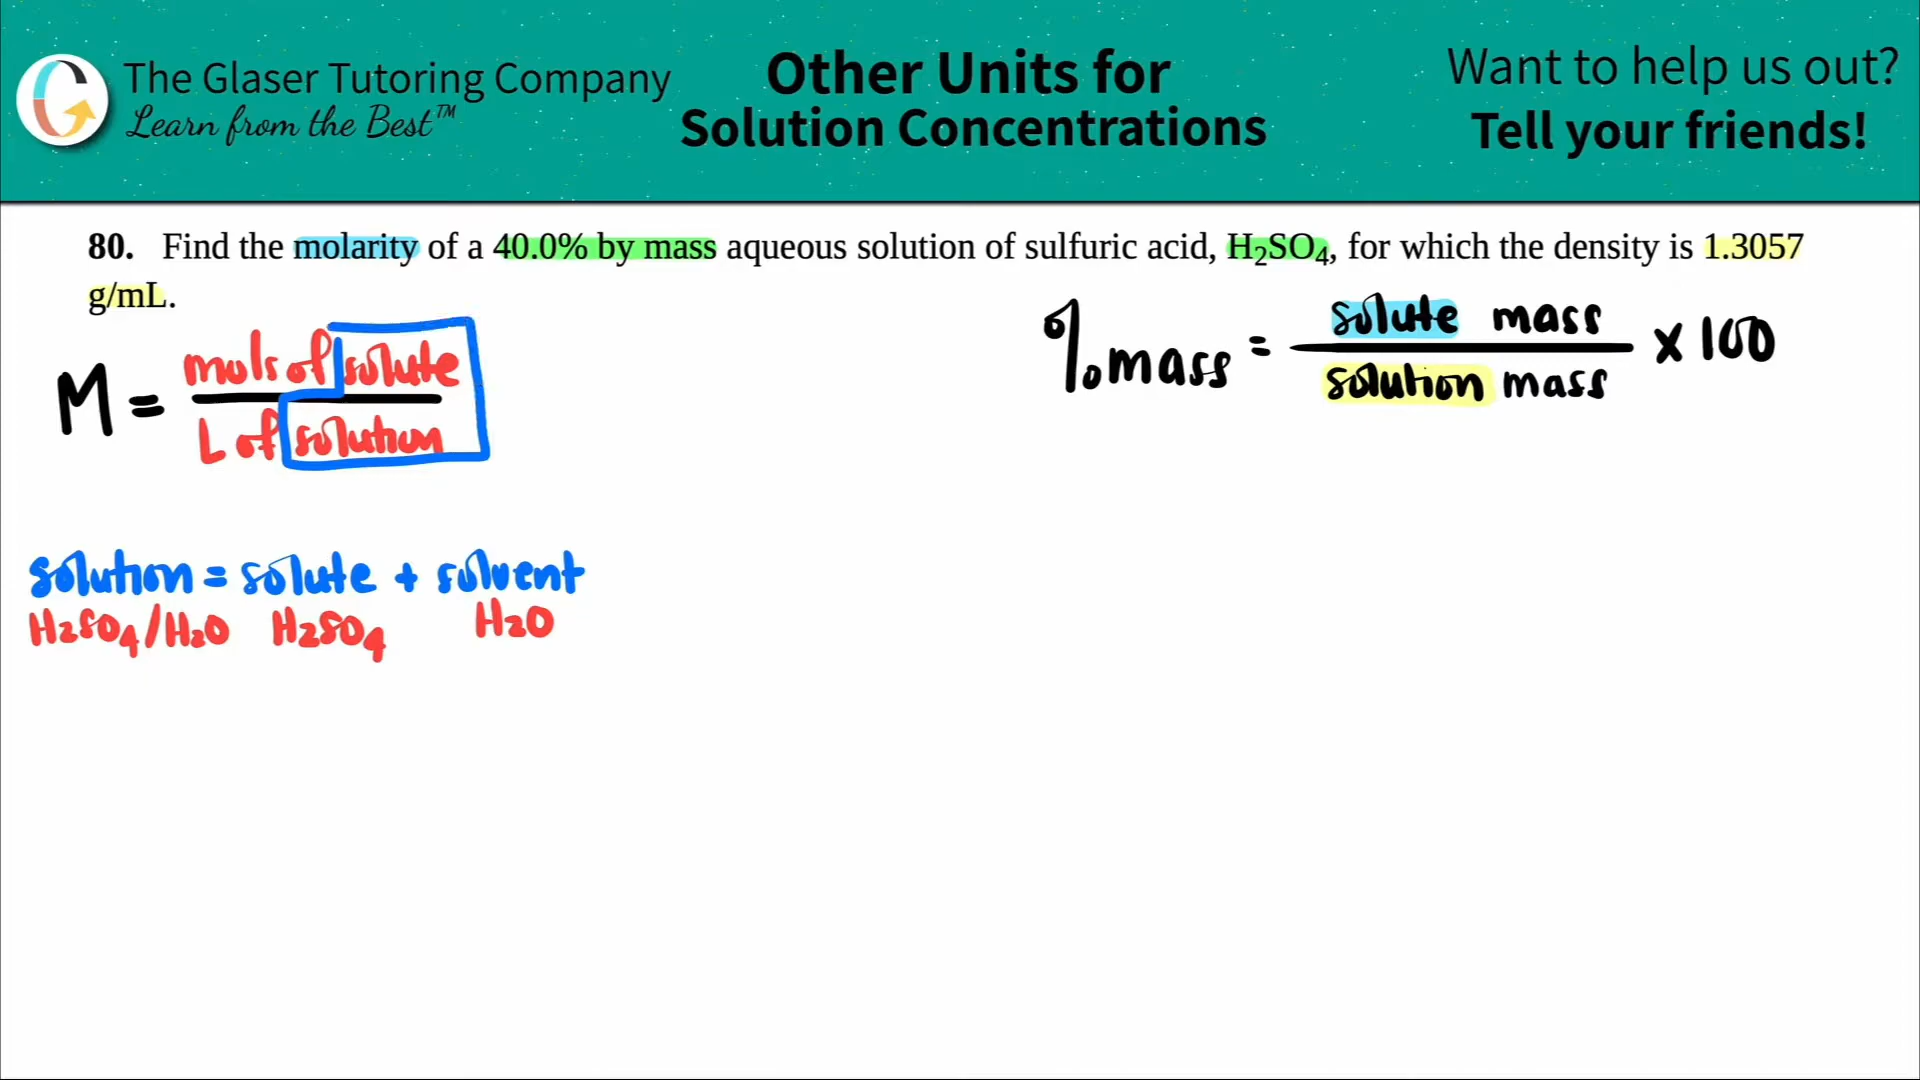 The Glaser Tutoring Company
Learn from the Best™
Other Units for
Solution Concentrations
Want to help us out?
Tell your friends!
80. Find the molarity of a 40.0% by mass aqueous solution of sulfuric acid, H₂SO₄, for which the density is 1.3057
g/mL.
M = mols of solute
L of solution
%mass = solute mass x 100
solution mass
solution = solute + solvent
H₂SO₄/H₂O H₂SO₄ H₂O